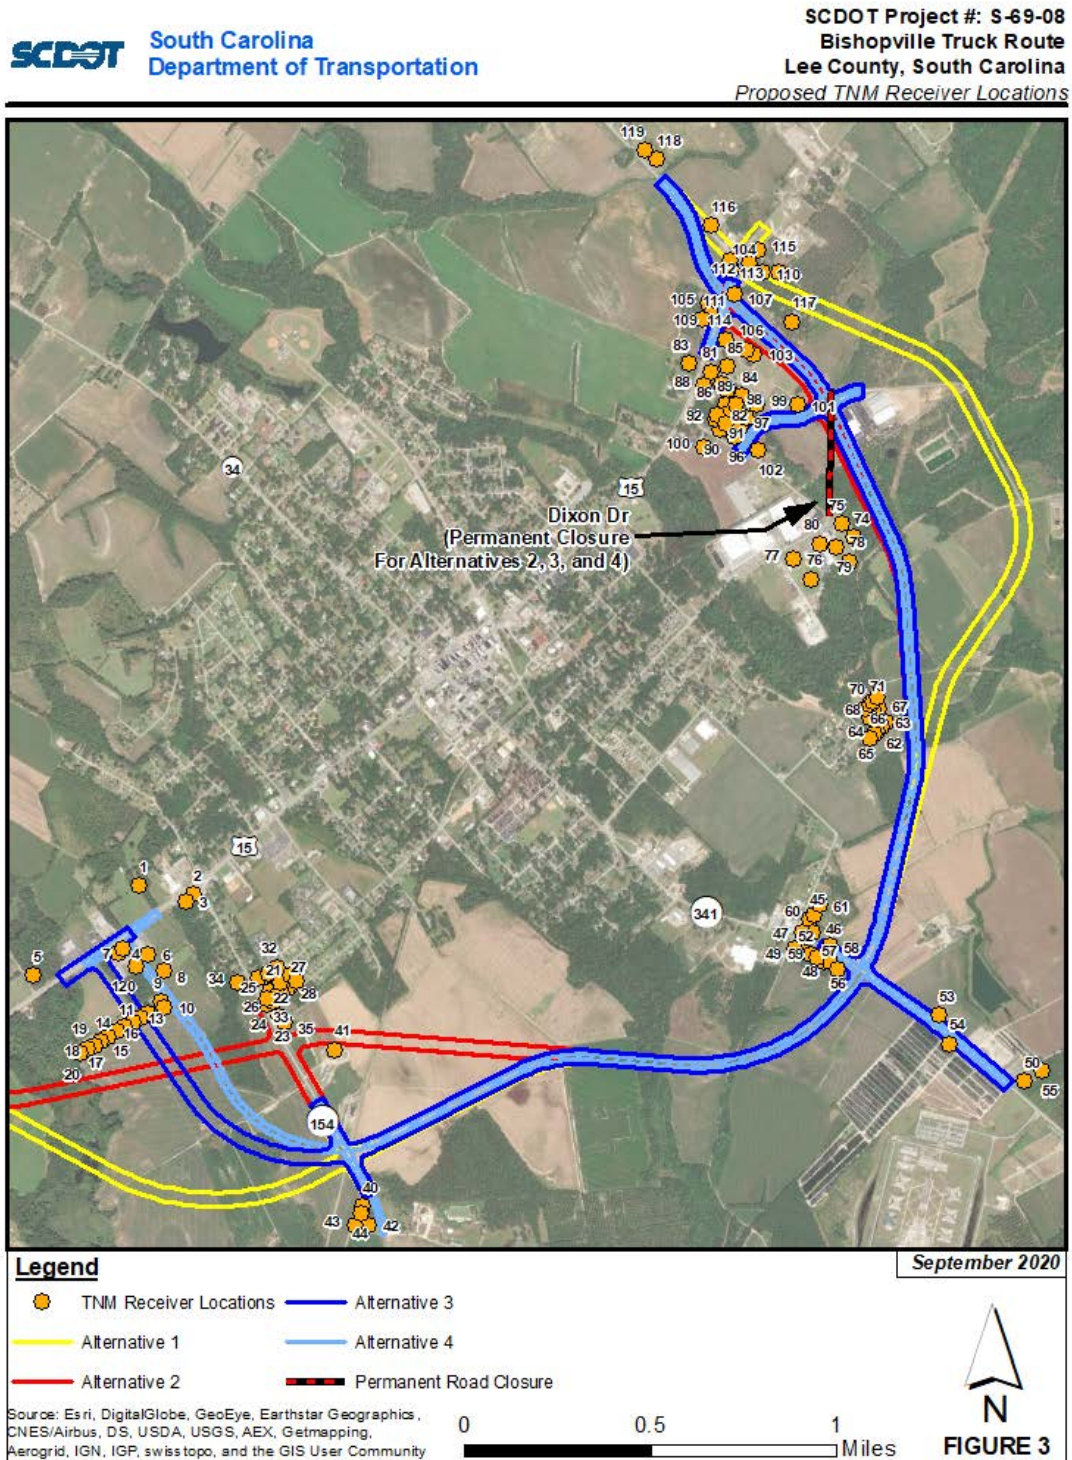 SCDOT Project #: S-69-08
SCDOT
South Carolina
Department of Transportation
Bishopville Truck Route
Lee County, South Carolina
Proposed TNM Receiver Locations
119 118
116
104 115
112 113 110
105 111 107
109 114 117
106
83 81 85 103
88 86 89 84
98 99 101
92 82 97
91
100 90 96 102
34
15
Dixon Dr
(Permanent Closure
For Alternatives 2, 3, and 4)
75
80 74
78
77 76 79
70 71
68 67
66 63
64 62
65
15
1
2
3
341
45
60 61
47 52 46
49 59 57 58
48
56
5 7 4 6
8
120 9
10
11 13
14 16
19 15
18 17
20
32
34 21 27
25 28
26 22
24 33
23 35
41
53
54
50
55
154
40
43 42
44
Legend
September 2020
TNM Receiver Locations
Alternative 3
Alternative 1
Alternative 4
Alternative 2
Permanent Road Closure
Source: Esri, DigitalGlobe, GeoEye, Earthstar Geographics,
CNES/Airbus, DS, USDA, USGS, AEX, Getmapping,
Aerogrid, IGN, IGP, swisstopo, and the GIS User Community
0 0.5 1
Miles
N
FIGURE 3